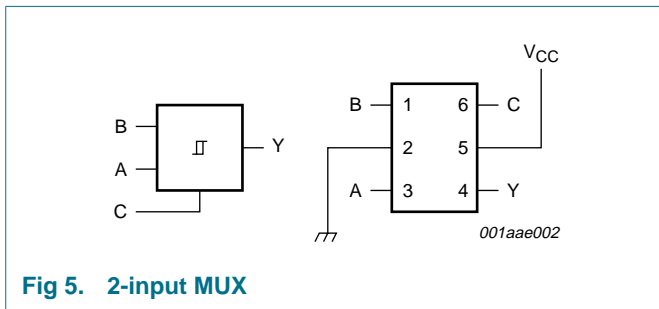 VCC
B
A
C
Y
B 1 6 C
2 5
A 3 4 Y
001aae002
Fig 5. 2-input MUX